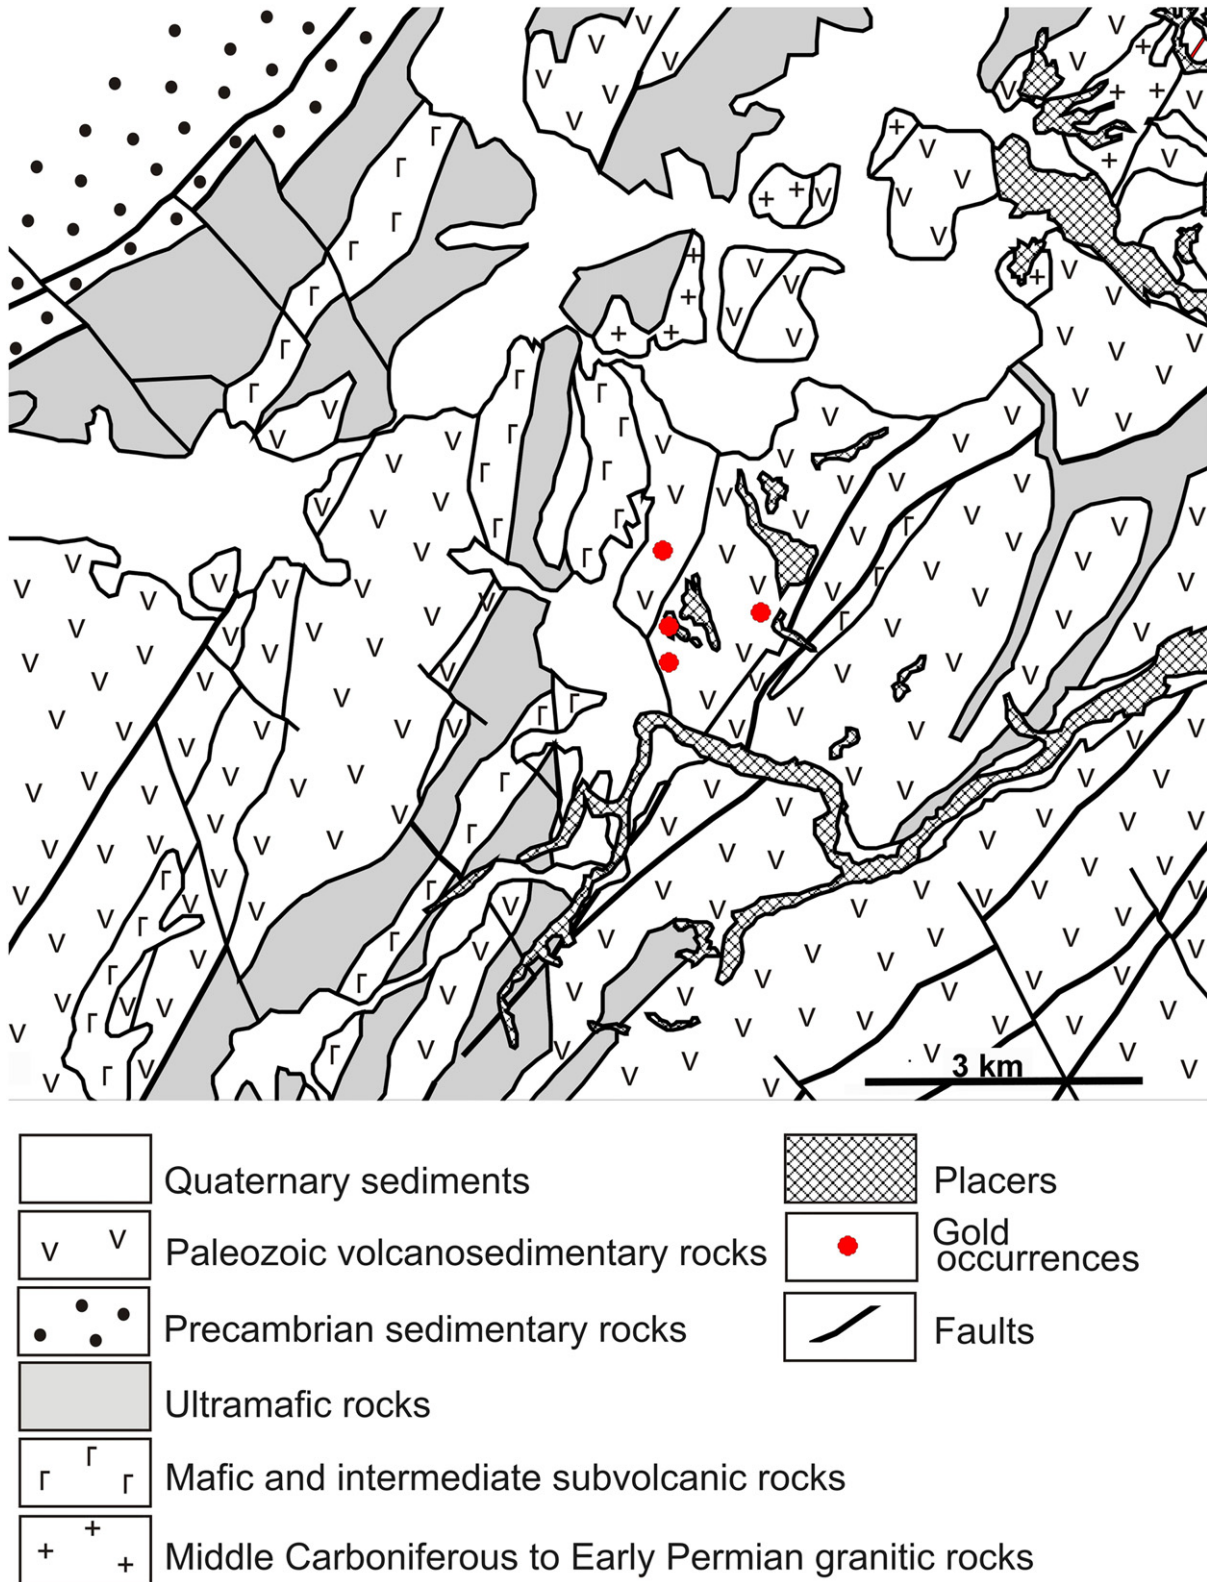 3 km
Quaternary sediments
Paleozoic volcanosedimentary rocks
Precambrian sedimentary rocks
Ultramafic rocks
Mafic and intermediate subvolcanic rocks
Middle Carboniferous to Early Permian granitic rocks
Placers
Gold
occurrences
Faults